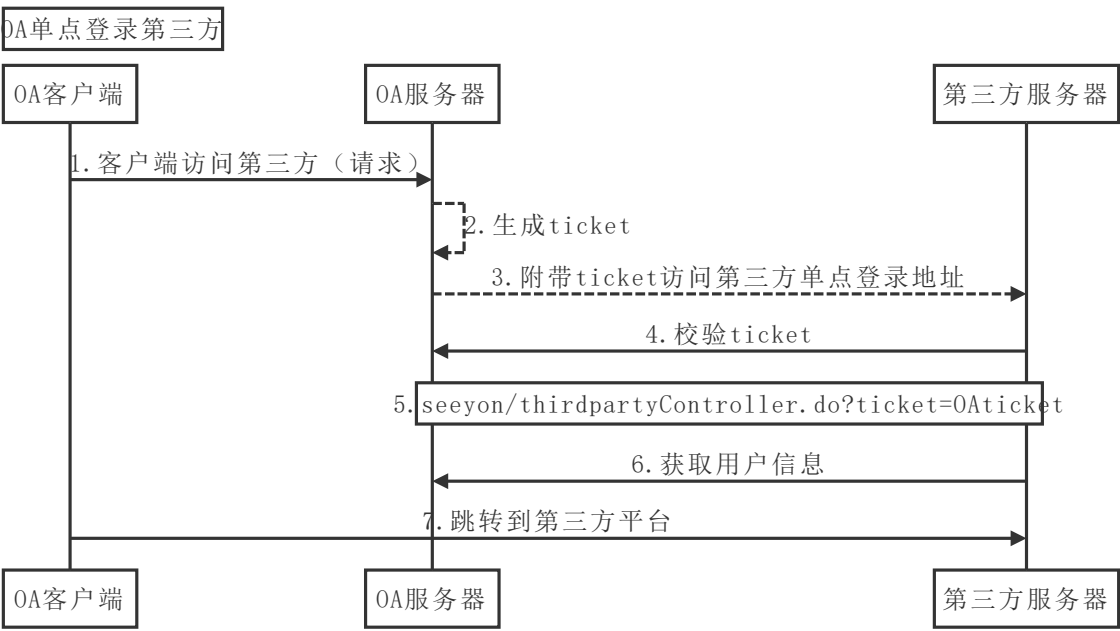 OA单点登录第三方
OA客户端
OA服务器
第三方服务器
1.客户端访问第三方（请求）
2.生成ticket
3.附带ticket访问第三方单点登录地址
4.校验ticket
5.seeyon/thirdpartyController.do?ticket=OAticket
6.获取用户信息
7.跳转到第三方平台
OA客户端
OA服务器
第三方服务器